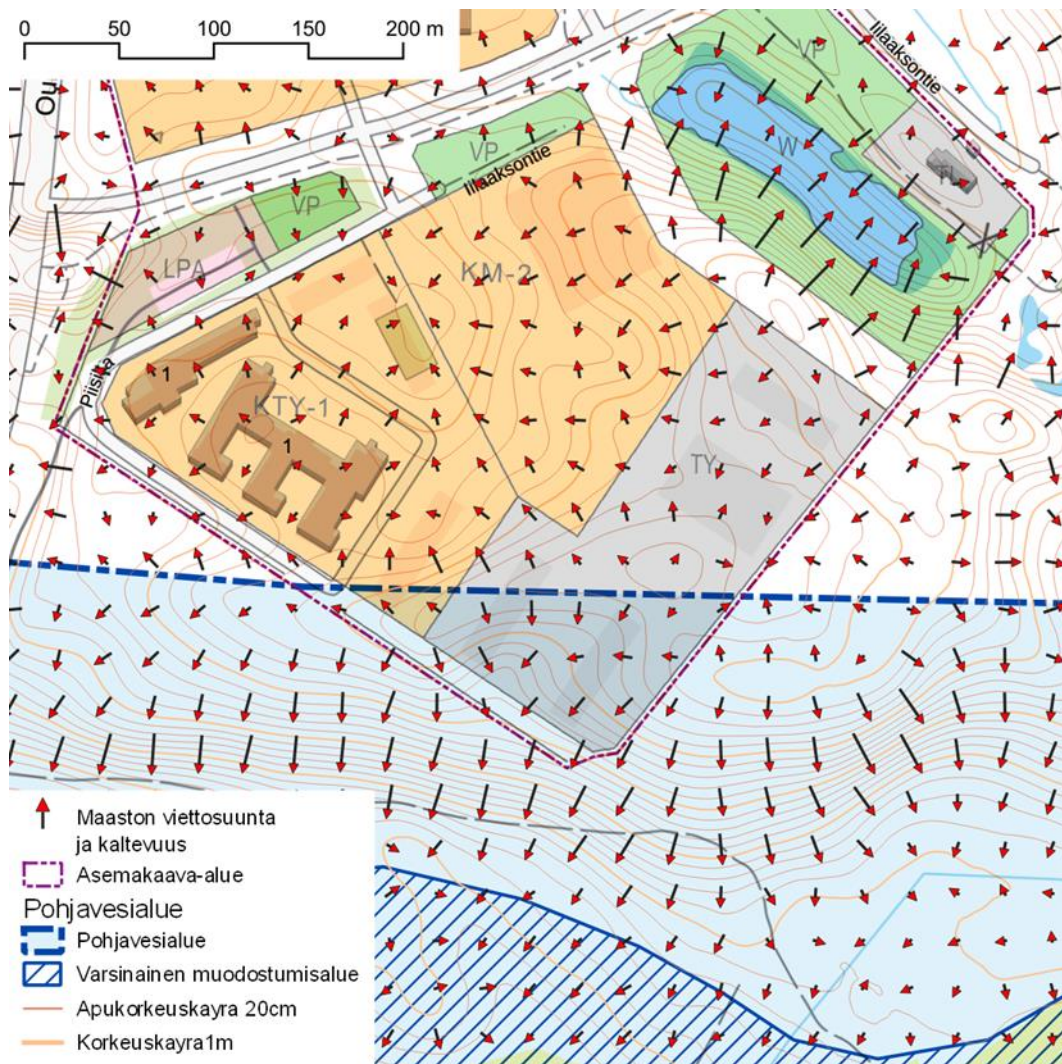 0 50 100 150 200 m
Ou
Iilaaksontie
VP
W
VP
Iilaaksontie
VP
LPA
KM-2
Piisilta
1
KTY-1
1
TY
Maaston viettosuunta
ja kaltevuus
Asemakaava-alue
Pohjavesialue
Pohjavesialue
Varsinainen muodostumisalue
Apukorkeuskayra 20cm
Korkeuskayra1m